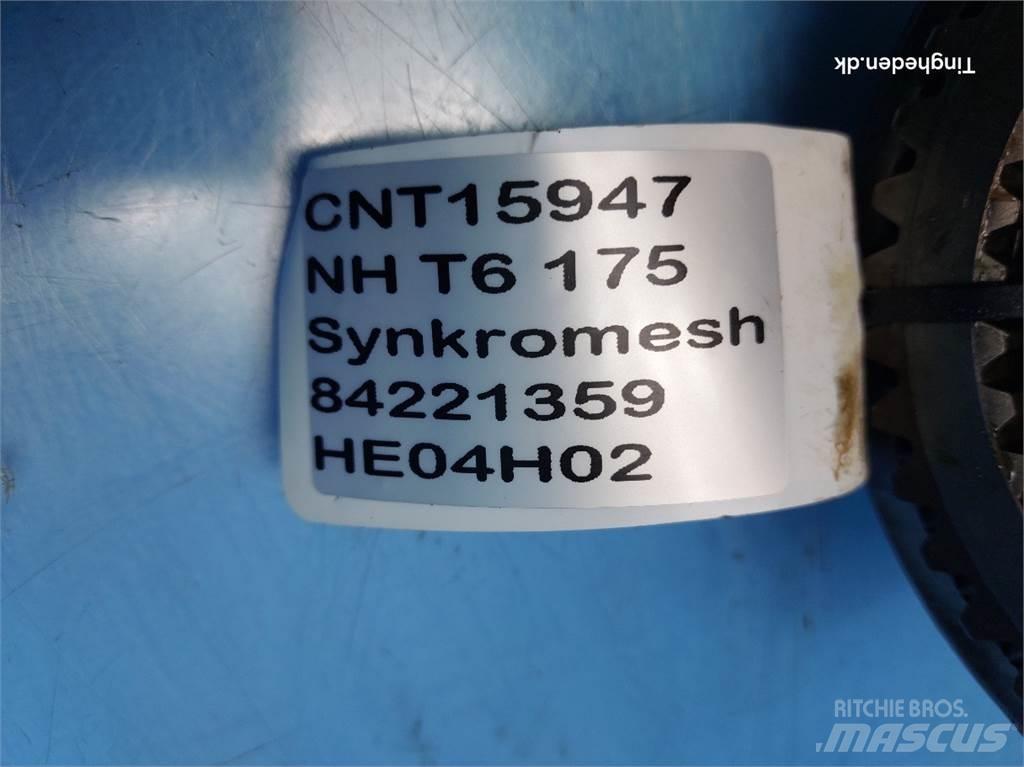 Tingheden.dk
CNT15947
NH T6 175
Synkromesh
84221359
HE04H02
RITCHIE BROS.
MASCUS